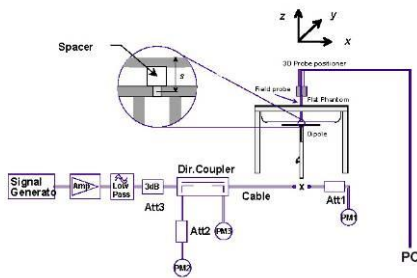 z
y
x
3D Probe positioner
Spacer
s
Field probe
Flat Phantom
Dipole
Dir.Coupler
Signal
Generato
Amp
Low
Pass
3dB
Cable
x
Att3
Att1
Att2
PM3
PM1
PM2
PC